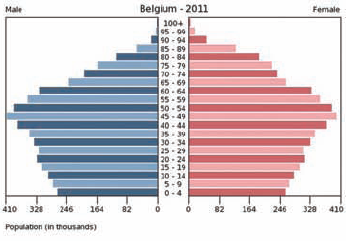 Male Belgium - 2011 Female
100+
95 - 99
90 - 94
85 - 89
80 - 84
75 - 79
70 - 74
65 - 69
60 - 64
55 - 59
50 - 54
45 - 49
40 - 44
35 - 39
30 - 34
25 - 29
20 - 24
15 - 19
10 - 14
5 - 9
0 - 4
410 328 246 164 82 0 0 82 164 246 328 410
Population (in thousands)